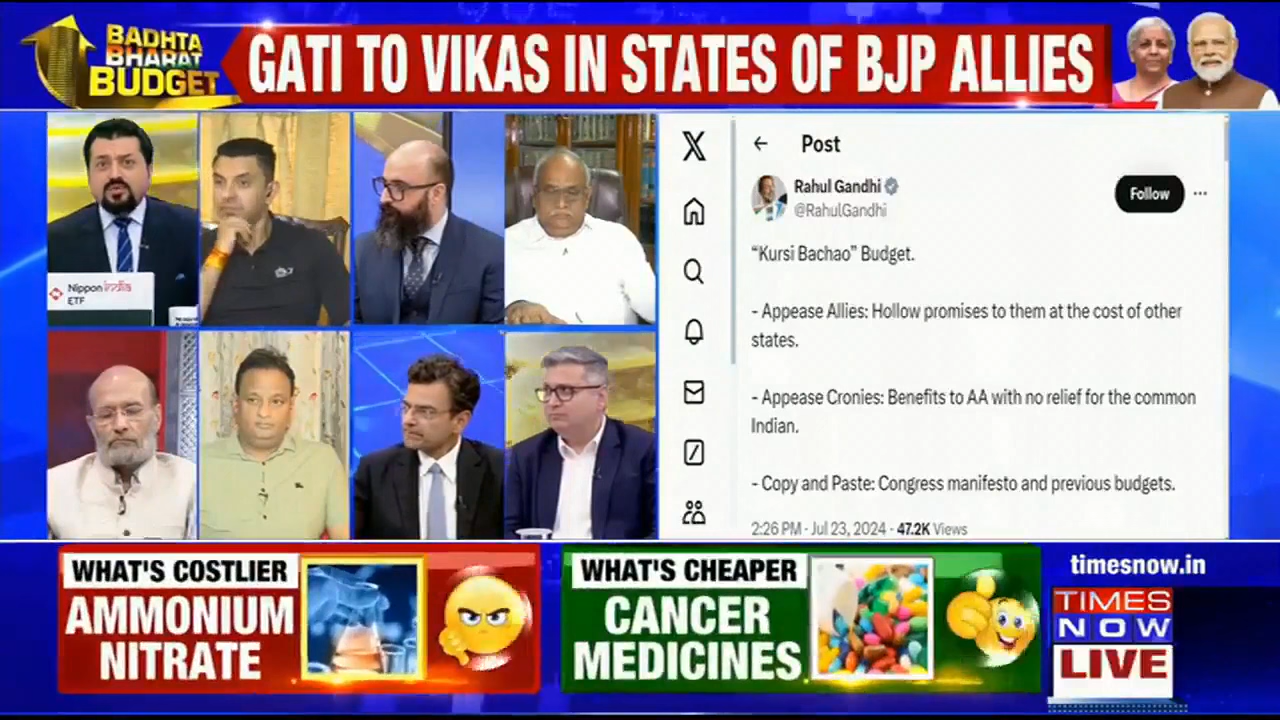 BADHTA
BHARAT
BUDGET
GATI TO VIKAS IN STATES OF BJP ALLIES
Nippon india
ETF
X
← Post
Rahul Gandhi
@RahulGandhi
Follow
...
“Kursi Bachao” Budget.
- Appease Allies: Hollow promises to them at the cost of other
states.
- Appease Cronies: Benefits to AA with no relief for the common
Indian.
- Copy and Paste: Congress manifesto and previous budgets.
2:26 PM · Jul 23, 2024 · 47.2K Views
WHAT'S COSTLIER
AMMONIUM
NITRATE
WHAT'S CHEAPER
CANCER
MEDICINES
timesnow.in
TIMES
NOW
LIVE